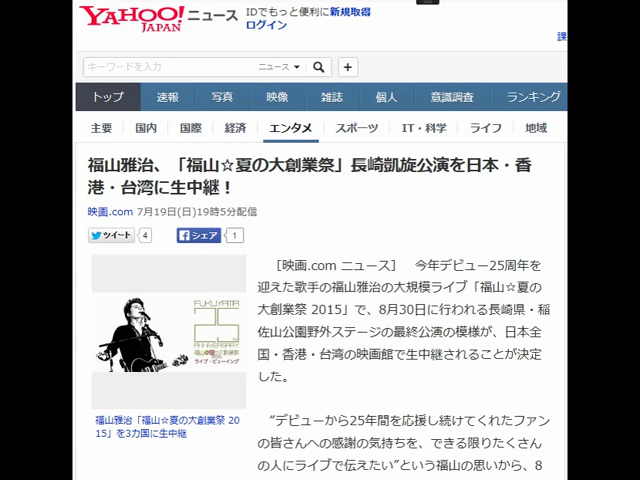 YAHOO!
JAPAN
ニュース
IDでもっと便利に新規取得
ログイン
キーワードを入力
ニュース
トップ 速報 写真 映像 雑誌 個人 意識調査 ランキング
主要 国内 国際 経済 エンタメ スポーツ IT・科学 ライフ 地域
福山雅治、「福山☆夏の大創業祭」長崎凱旋公演を日本・香
港・台湾に生中継！
映画.com 7月19日(日)19時5分配信
ツイート 4
シェア 1
［映画.com ニュース］　今年デビュー25周年を
迎えた歌手の福山雅治の大規模ライブ「福山☆夏の
大創業祭 2015」で、8月30日に行われる長崎県・稲
佐山公園野外ステージの最終公演の模様が、日本全
国・香港・台湾の映画館で生中継されることが決定
した。
FUKUYAMA
25
ANNIVERSARY
ライブ・ビューイング
福山雅治「福山☆夏の大創業祭 20
15」を3カ国に生中継
“デビューから25年間を応援し続けてくれたファン
の皆さんへの感謝の気持ちを、できる限りたくさん
の人にライブで伝えたい”という福山の思いから、8